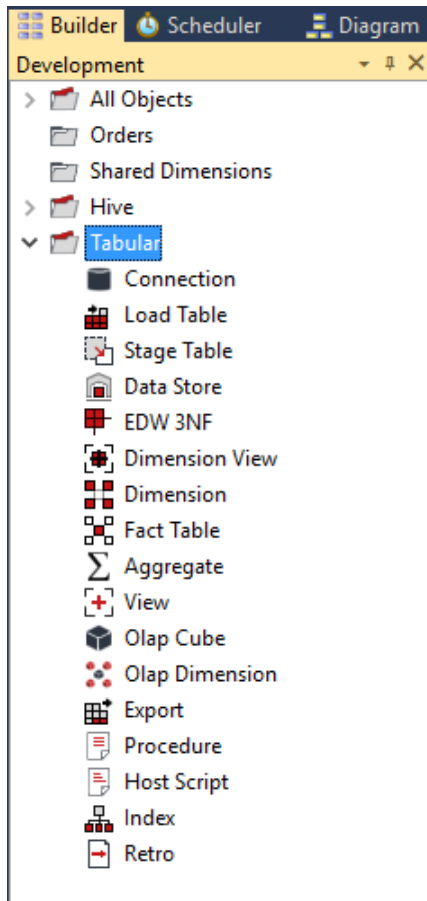 Builder Scheduler Diagram
Development
All Objects
Orders
Shared Dimensions
Hive
Tabular
Connection
Load Table
Stage Table
Data Store
EDW 3NF
Dimension View
Dimension
Fact Table
Aggregate
View
Olap Cube
Olap Dimension
Export
Procedure
Host Script
Index
Retro